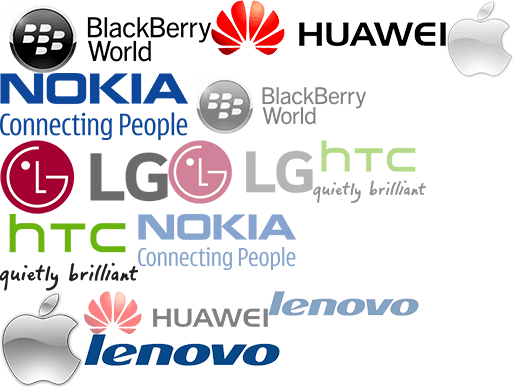 BlackBerry
World
HUAWEI
NOKIA
Connecting People
BlackBerry
World
LG
LG
hTC
quietly brilliant
hTC
quietly brilliant
NOKIA
Connecting People
HUAWEI
lenovo
lenovo